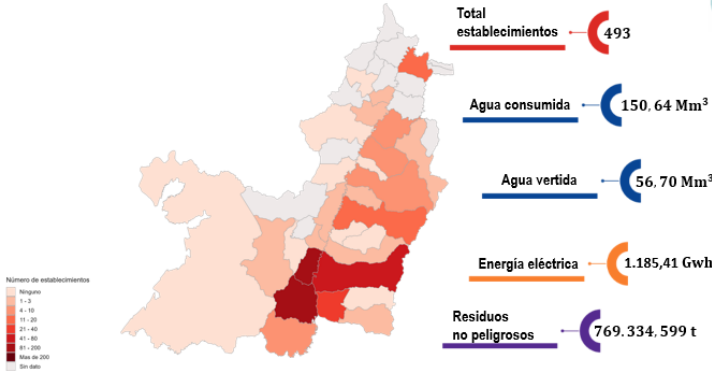 Total
establecimientos
493
Agua consumida
150,64 Mm³
Agua vertida
56,70 Mm³
Energía eléctrica
1.185,41 Gwh
Residuos
no peligrosos
769.334,599 t
Número de establecimientos
Ninguno
1 - 3
4 - 10
11 - 20
21 - 40
41 - 80
81 - 200
Mas de 200
Sin dato